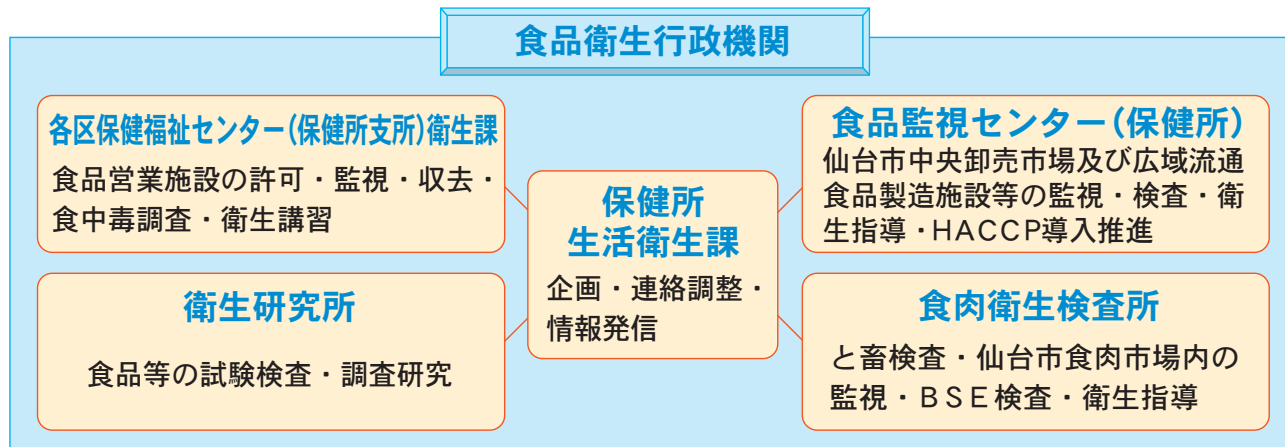 食品衛生行政機関
各区保健福祉センター(保健所支所)衛生課
食品営業施設の許可・監視・収去・
食中毒調査・衛生講習
食品監視センター(保健所)
仙台市中央卸売市場及び広域流通
食品製造施設等の監視・検査・衛
生指導・HACCP導入推進
保健所
生活衛生課
企画・連絡調整・
情報発信
衛生研究所
食品等の試験検査・調査研究
食肉衛生検査所
と畜検査・仙台市食肉市場内の
監視・BSE検査・衛生指導